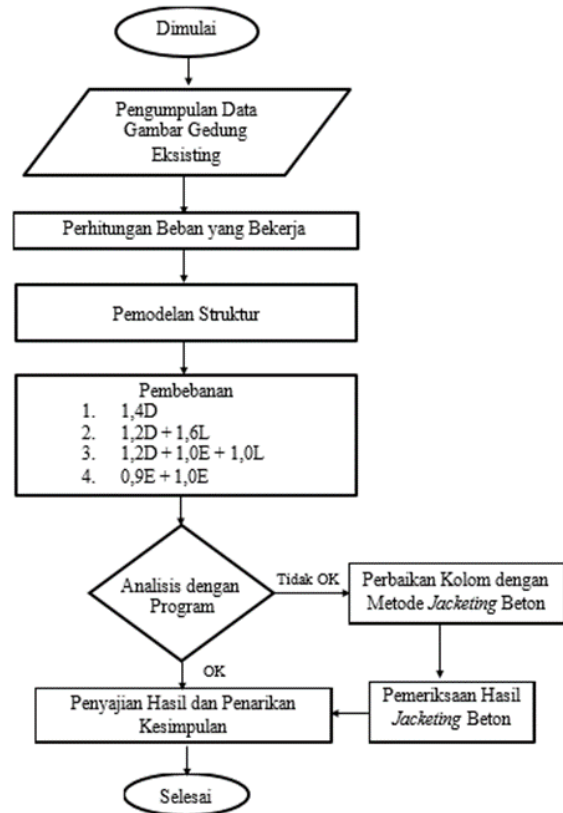 Dimulai
Pengumpulan Data
Gambar Gedung
Eksisting
Perhitungan Beban yang Bekerja
Pemodelan Struktur
Pembebanan
1. 1,4D
2. 1,2D + 1,6L
3. 1,2D + 1,0E + 1,0L
4. 0,9E + 1,0E
Analisis dengan
Program
Tidak OK
Perbaikan Kolom dengan
Metode Jacketing Beton
OK
Pemeriksaan Hasil
Jacketing Beton
Penyajian Hasil dan Penarikan
Kesimpulan
Selesai